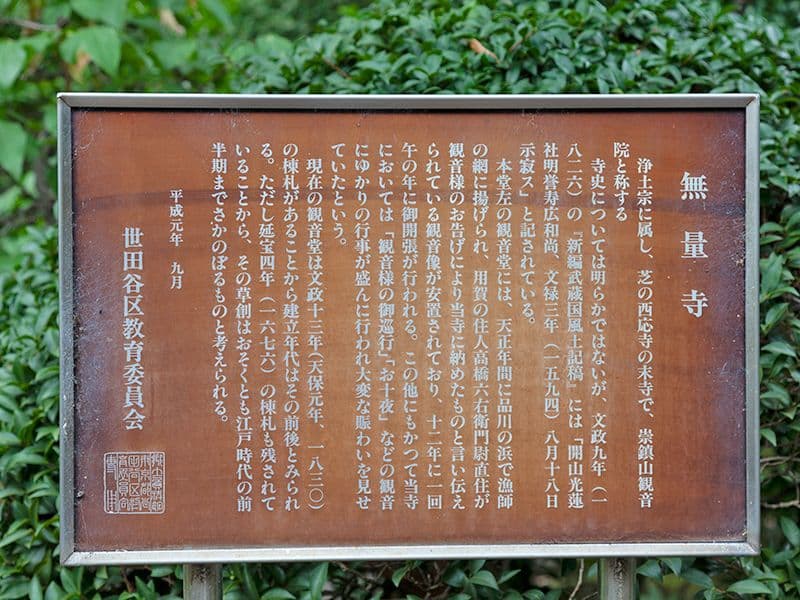 無量寺
浄土宗に属し、芝の西応寺の末寺で、崇鎮山観音
院と称する
寺史については明らかではないが、文政九年(一
八二六)の『新編武蔵国風土記稿』には「開山光蓮
社明誉寿広和尚、文禄三年(一五九四)八月十八日
示寂ス」と記されている。
本堂左の観音堂には、天正年間に品川の浜で漁師
の網に揚げられ、用賀の住人高橋六右衛門尉直住が
観音様のお告げにより当寺に納めたものと言い伝え
られている観音像が安置されており、十二年に一回
午の年に御開張が行われる。この他にもかつて当寺
においては「観音様の御巡行」「お十夜」などの観音
にゆかりの行事が盛んに行われ大変な賑わいを見せ
ていたという。
現在の観音堂は文政十三年(天保元年、一八三〇)
の棟札があることから建立年代はその前後とみられ
る。ただし延宝四年(一六七六)の棟札も残されて
いることから、その草創はおそくとも江戸時代の前
半期までさかのぼるものと考えられる。
平成元年 九月
世田谷区教育委員会